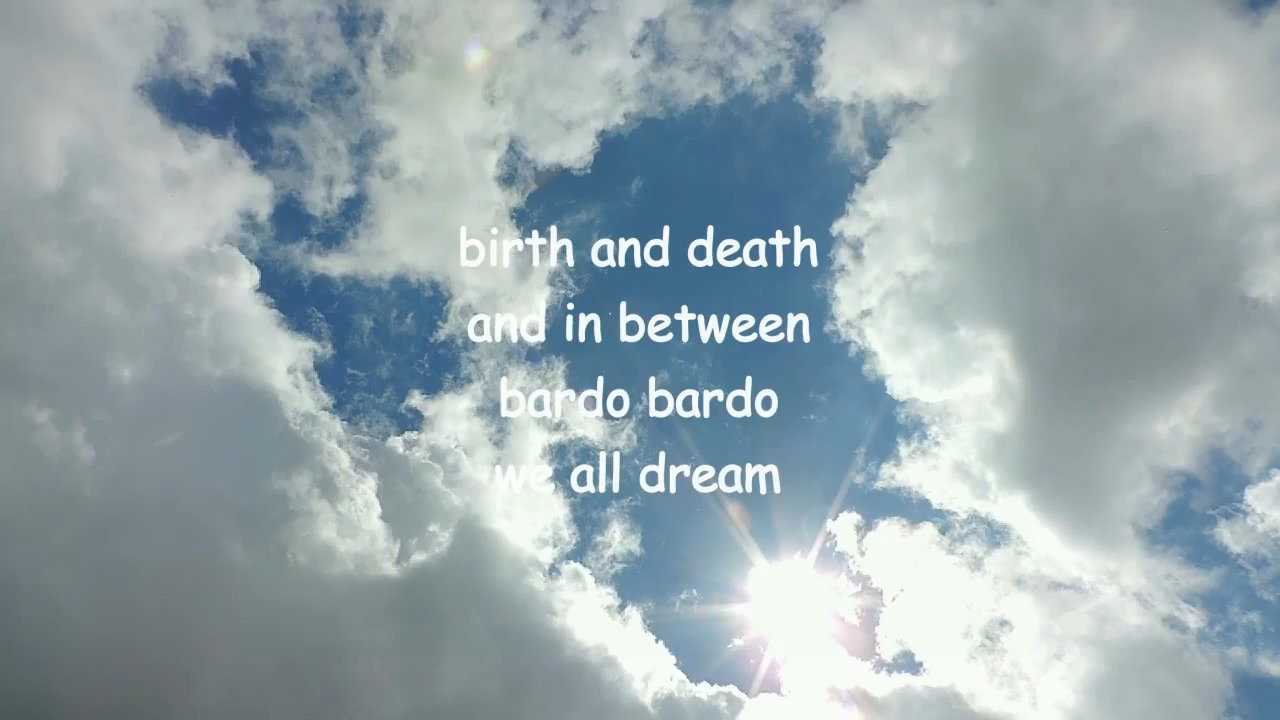 birth and death
and in between
bardo bardo
we all dream